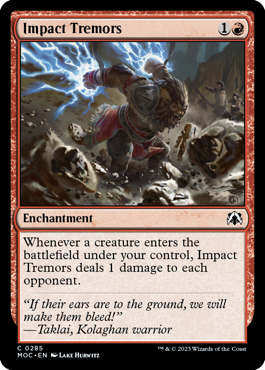 Impact Tremors 1
Enchantment
Whenever a creature enters the
battlefield under your control, Impact
Tremors deals 1 damage to each
opponent.
“If their ears are to the ground, we will
make them bleed!”
—Taklai, Kolaghan warrior
C 0285
MOC • EN Lake Hurwitz
™ & © 2023 Wizards of the Coast